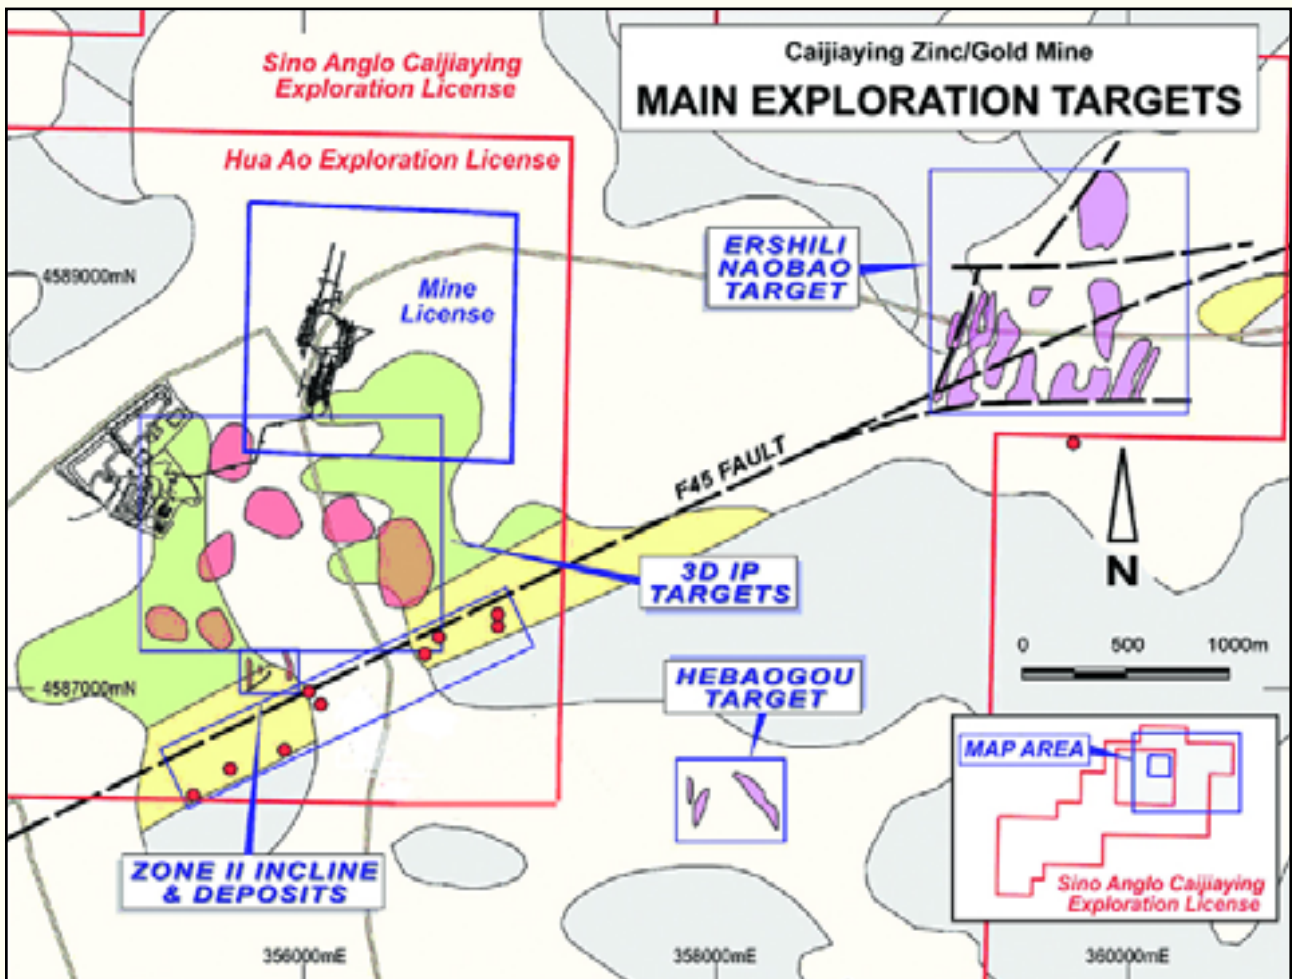 Caijiaying Zinc/Gold Mine
MAIN EXPLORATION TARGETS
Sino Anglo Caijiaying
Exploration License
Hua Ao Exploration License
ERSHILI
NAOBAO
TARGET
4589000mN
Mine
License
F45 FAULT
N
3D IP
TARGETS
0 500 1000m
HEBAOGOU
TARGET
4587000mN
MAP AREA
ZONE II INCLINE
& DEPOSITS
Sino Anglo Caijiaying
Exploration License
356000mE
358000mE
360000mE